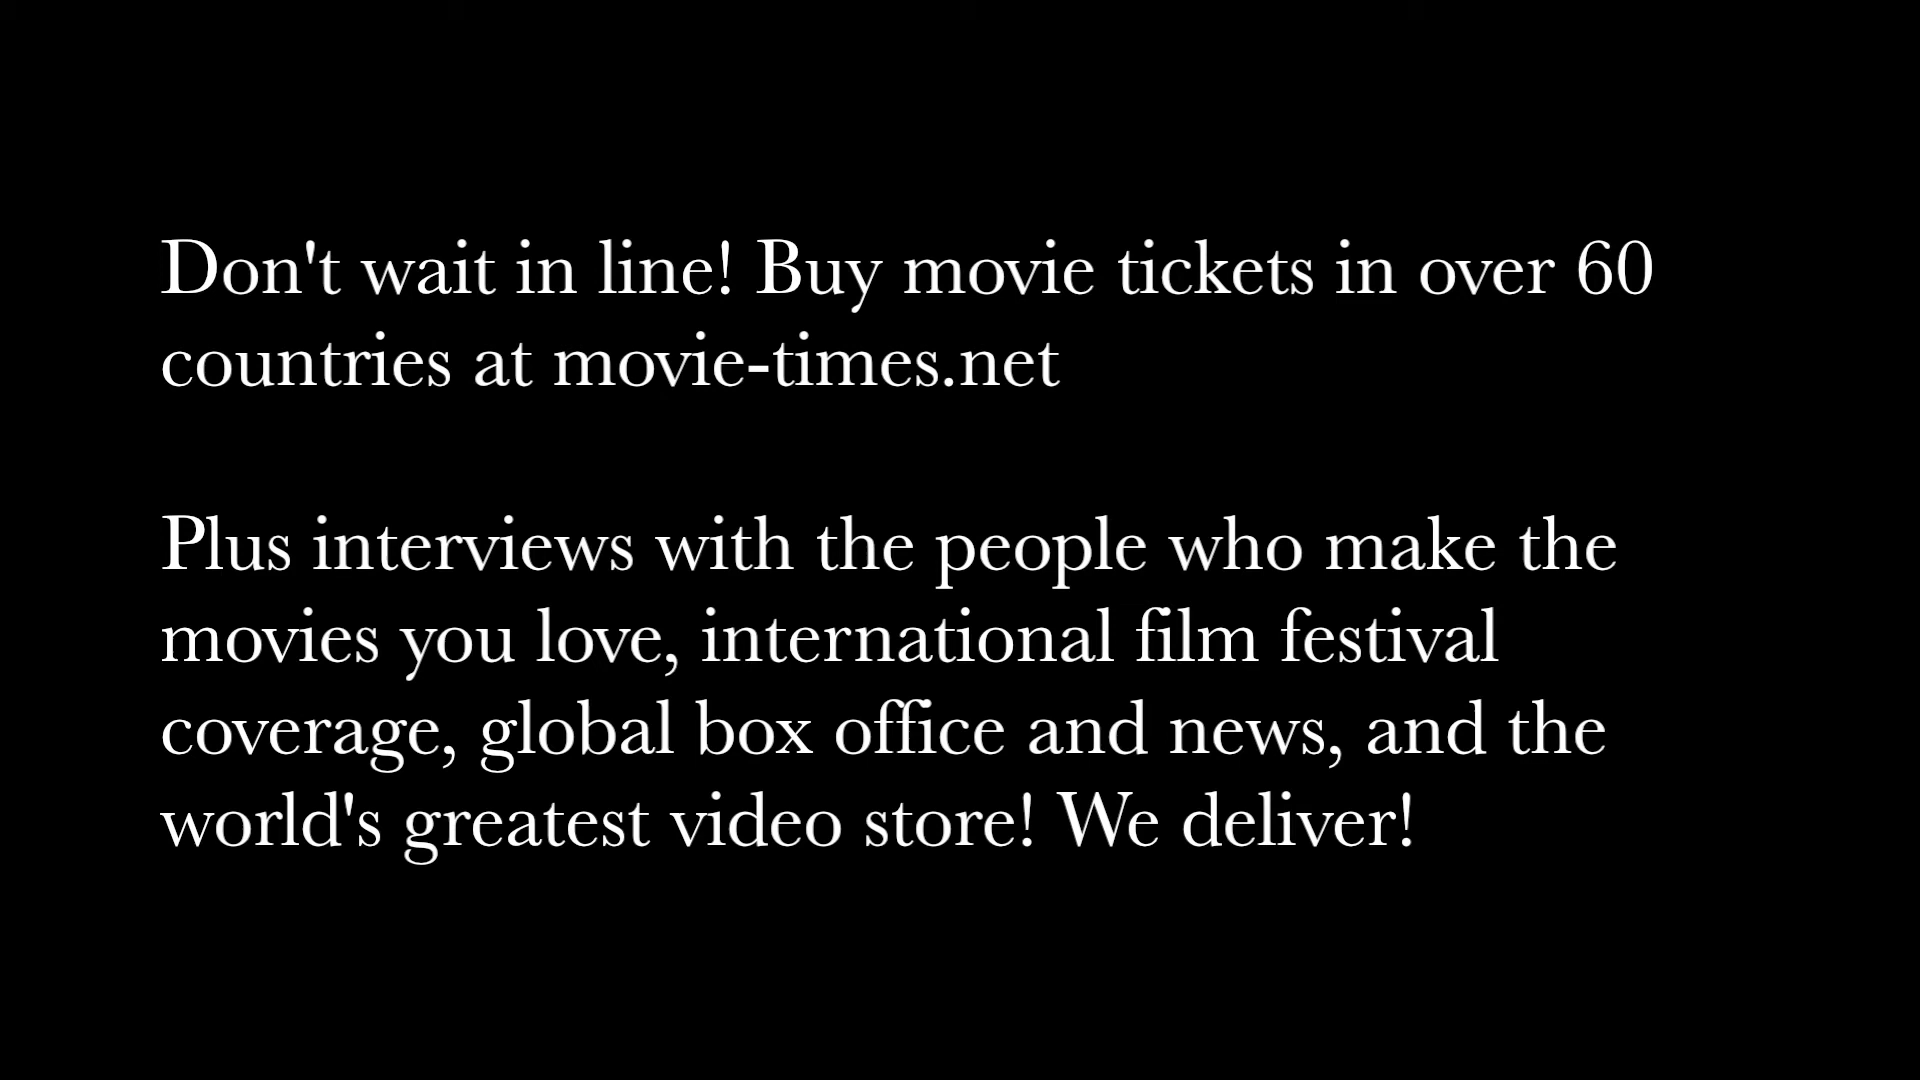 Don't wait in line! Buy movie tickets in over 60
countries at movie-times.net
Plus interviews with the people who make the
movies you love, international film festival
coverage, global box office and news, and the
world's greatest video store! We deliver!